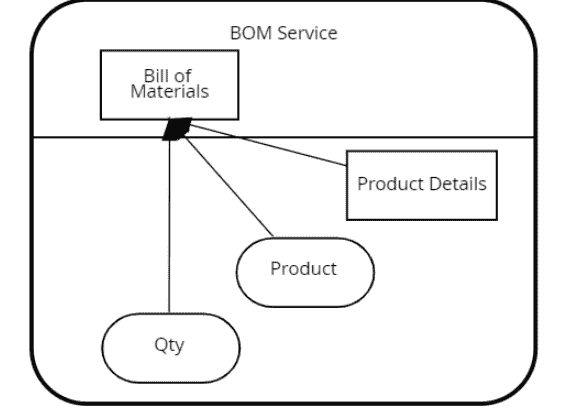 BOM Service
Bill of
Materials
Product Details
Product
Qty